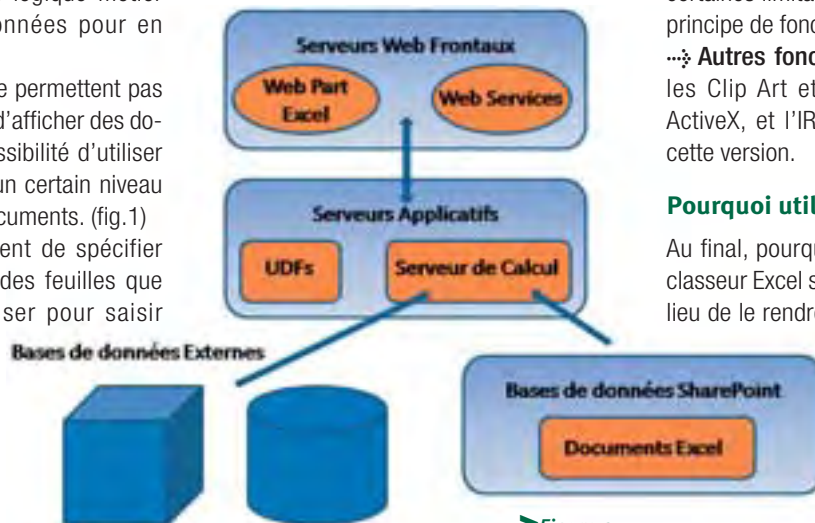 logique métier
onnées pour en
e permettent pas
d'afficher des do-
ssibilité d'utiliser
un certain niveau
cuments. (fig.1)
ent de spécifier
des feuilles que
ser pour saisir
Serveurs Web Frontaux
Web Part
Excel
Web Services
Serveurs Applicatifs
UDFs
Serveur de Calcul
Bases de données Externes
Bases de données SharePoint
Documents Excel
principe de fonc
Autres fonc
les Clip Art et
ActiveX, et l'IR
cette version.
Pourquoi util
Au final, pourqu
classeur Excel s
lieu de le rendr